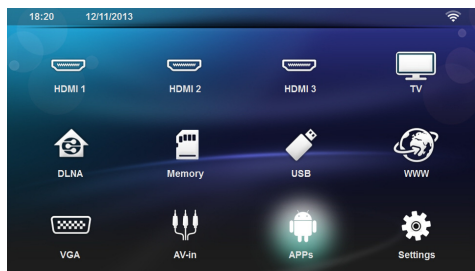 18:20 12/11/2013
HDMI 1 HDMI 2 HDMI 3 TV
DLNA Memory USB WWW
VGA AV-in APPs Settings